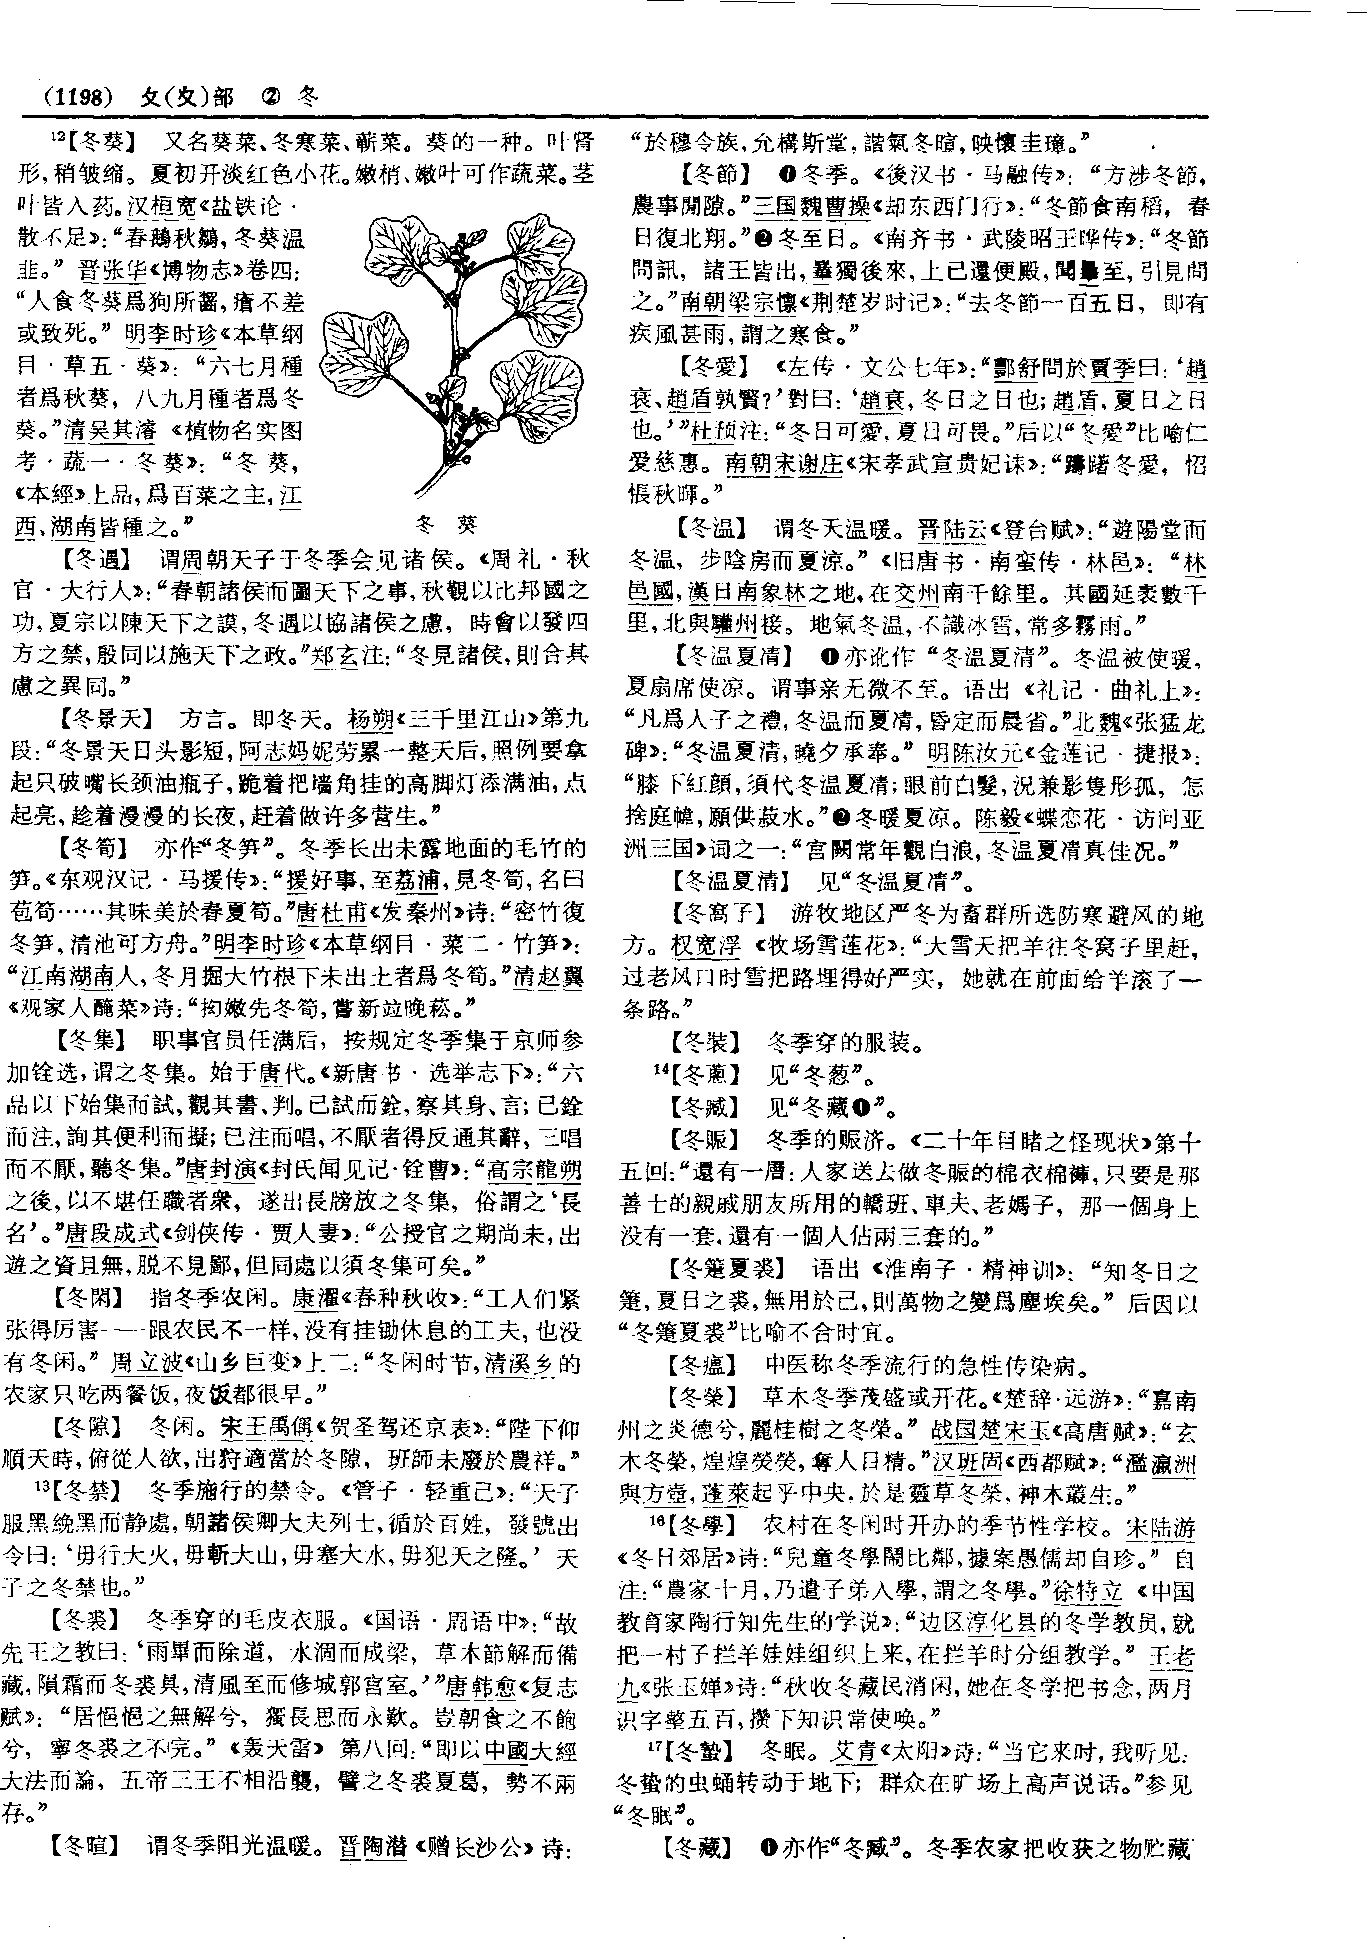 (1198) 夂(夊)部 ② 冬
12【冬葵】 又名葵菜、冬寒菜、蕲菜。葵的一种。叶肾
形,稍皱缩。夏初开淡红色小花。嫩梢、嫩叶可作蔬菜。茎
叶皆入药。汉桓宽《盐铁论·
散不足》:“春鵝秋鶵,冬葵温
韭。”晋张华《博物志》卷四:
“人食冬葵爲狗所齧,瘡不差
或致死。”明李时珍《本草纲
目·草五·葵》:“六七月種
者爲秋葵,八九月種者爲冬
葵。”清吴其濬《植物名实图
考·蔬一·冬葵》:“冬葵,
《本經》上品,爲百菜之主,江
西、湖南皆種之。”
冬 葵
【冬遇】 谓周朝天子于冬季会见诸侯。《周礼·秋
官·大行人》:“春朝諸侯而圖天下之事,秋覲以比邦國之
功,夏宗以陳天下之謨,冬遇以協諸侯之慮,時會以發四
方之禁,殷同以施天下之政。”郑玄注:“冬見諸侯,則合其
慮之異同。”
【冬景天】 方言。即冬天。杨朔《三千里江山》第九
段:“冬景天日头影短,阿志妈妮劳累一整天后,照例要拿
起只破嘴长颈油瓶子,跪着把墙角挂的高脚灯添满油,点
起亮,趁着漫漫的长夜,赶着做许多营生。”
【冬筍】 亦作“冬笋”。冬季长出未露地面的毛竹的
笋。《东观汉记·马援传》:“援好事,至荔浦,見冬筍,名曰
苞筍……其味美於春夏筍。”唐杜甫《发秦州》诗:“密竹復
冬笋,清池可方舟。”明李时珍《本草纲目·菜二·竹笋》:
“江南湖南人,冬月掘大竹根下未出土者爲冬筍。”清赵翼
《观家人醃菜》诗:“拘嫩先冬筍,嘗新竝晚菘。”
【冬集】 职事官员任满后,按规定冬季集于京师参
加铨选,谓之冬集。始于唐代。《新唐书·选举志下》:“六
品以下始集而試,觀其書、判。已試而銓,察其身、言;已銓
而注,詢其便利而擬;已注而唱,不厭者得反通其辭,三唱
而不厭,聽冬集。”唐封演《封氏闻见记·铨曹》:“高宗龍朔
之後,以不堪任職者衆,遂出長牓放之冬集,俗謂之‘長
名’。”唐段成式《剑侠传·贾人妻》:“公授官之期尚未,出
遊之資且無,脱不見鄙,但同處以須冬集可矣。”
【冬閑】 指冬季农闲。康濯《春种秋收》:“工人们紧
张得厉害——跟农民不一样,没有挂锄休息的工夫,也没
有冬闲。”周立波《山乡巨变》上二:“冬闲时节,清溪乡的
农家只吃两餐饭,夜饭都很早。”
【冬隙】 冬闲。宋王禹偁《贺圣驾还京表》:“陛下仰
順天時,俯從人欲,出狩適當於冬隙,班師未廢於農祥。”
13【冬禁】 冬季施行的禁令。《管子·轻重己》:“天子
服黑絻黑而静處,朝諸侯卿大夫列士,循於百姓,發號出
令曰:‘毋行大火,毋斬大山,毋塞大水,毋犯天之隆。’天
子之冬禁也。”
【冬裘】 冬季穿的毛皮衣服。《国语·周语中》:“故
先王之教曰:‘雨畢而除道,水涸而成梁,草木節解而備
藏,隕霜而冬裘具,清風至而修城郭宫室。’”唐韩愈《复志
赋》:“居悒悒之無解兮,獨長思而永歎。豈朝食之不飽
兮,寧冬裘之不完。”《轰天雷》第八回:“即以中國大經
大法而論,五帝三王不相沿襲,譬之冬裘夏葛,勢不兩
存。”
【冬暄】 谓冬季阳光温暖。晋陶潜《赠长沙公》诗:
“於穆令族,允構斯堂,諧氣冬暄,映懷圭璋。”
【冬節】 ❶冬季。《後汉书·马融传》:“方涉冬節,
農事閒隙。”三国魏曹操《却东西门行》:“冬節食南稻,春
日復北翔。”❷冬至日。《南齐书·武陵昭王晔传》:“冬節
問訊,諸王皆出,曅獨後來,上已還便殿,聞曅至,引見問
之。”南朝梁宗懔《荆楚岁时记》:“去冬節一百五日,即有
疾風甚雨,謂之寒食。”
【冬愛】 《左传·文公七年》:“酆舒問於賈季曰:‘趙
衰、趙盾孰賢?’對曰:‘趙衰,冬日之日也;趙盾,夏日之日
也。’”杜预注:“冬日可愛,夏日可畏。”后以“冬愛”比喻仁
爱慈惠。南朝宋谢庄《宋孝武宣贵妃诔》:“躊躇冬愛,怊
悵秋暉。”
【冬温】 谓冬天温暖。晋陆云《登台赋》:“遊陽堂而
冬温,步陰房而夏凉。”《旧唐书·南蛮传·林邑》:“林
邑國,漢日南象林之地,在交州南千餘里。其國延袤數千
里,北與驩州接。地氣冬温,不識冰雪,常多霧雨。”
【冬温夏凊】 ❶亦讹作“冬温夏清”。冬温被使暖,
夏扇席使凉。谓事亲无微不至。语出《礼记·曲礼上》:
“凡爲人子之禮,冬温而夏凊,昏定而晨省。”北魏《张猛龙
碑》:“冬温夏清,曉夕承奉。”明陈汝元《金莲记·捷报》:
“膝下紅顔,須代冬温夏凊;眼前白髮,況兼影隻形孤,怎
捨庭幃,願供菽水。”❷冬暖夏凉。陈毅《蝶恋花·访问亚
洲三国》词之一:“宫闕常年觀白浪,冬温夏凊真佳况。”
【冬温夏清】 见“冬温夏凊”。
【冬窝子】 游牧地区严冬为畜群所选防寒避风的地
方。权宽浮《牧场雪莲花》:“大雪天把羊往冬窝子里赶,
过老风口时雪把路埋得好严实,她就在前面给羊滚了一
条路。”
【冬裝】 冬季穿的服装。
14【冬蔥】 见“冬葱”。
【冬臧】 见“冬藏❶”。
【冬賑】 冬季的赈济。《二十年目睹之怪现状》第十
五回:“還有一層:人家送去做冬賑的棉衣棉褲,只要是那
善士的親戚朋友所用的轎班、車夫、老媽子,那一個身上
没有一套,還有一個人佔兩三套的。”
【冬箑夏裘】 语出《淮南子·精神训》:“知冬日之
箑,夏日之裘,無用於己,則萬物之變爲塵埃矣。”后因以
“冬箑夏裘”比喻不合时宜。
【冬瘟】 中医称冬季流行的急性传染病。
【冬榮】 草木冬季茂盛或开花。《楚辞·远游》:“嘉南
州之炎德兮,麗桂樹之冬榮。”战国楚宋玉《高唐赋》:“玄
木冬榮,煌煌熒熒,奪人目精。”汉班固《西都赋》:“濫瀛洲
與方壺,蓬萊起乎中央,於是靈草冬榮,神木叢生。”
16【冬學】 农村在冬闲时开办的季节性学校。宋陆游
《冬日郊居》诗:“兒童冬學鬧比鄰,據案愚儒却自珍。”自
注:“農家十月,乃遣子弟入學,謂之冬學。”徐特立《中国
教育家陶行知先生的学说》:“边区淳化县的冬学教员,就
把一村子拦羊娃娃组织上来,在拦羊时分组教学。”王老
九《张玉婵》诗:“秋收冬藏民消闲,她在冬学把书念,两月
识字整五百,攒下知识常使唤。”
17【冬蟄】 冬眠。艾青《太阳》诗:“当它来时,我听见:
冬蛰的虫蛹转动于地下;群众在旷场上高声说话。”参见
“冬眠”。
【冬藏】 ❶亦作“冬臧”。冬季农家把收获之物贮藏